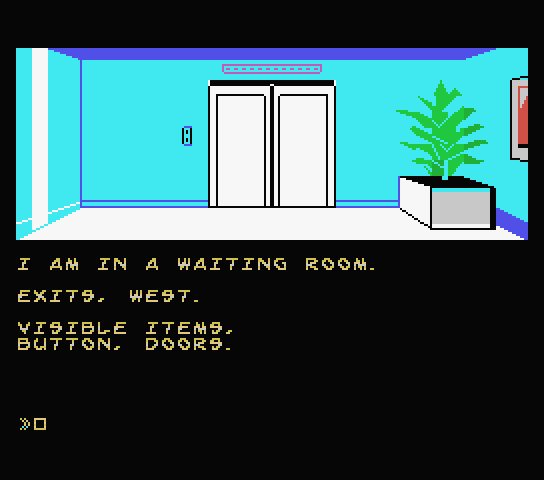 I AM IN A WAITING ROOM.
EXITS, WEST.
VISIBLE ITEMS,
BUTTON, DOORS.
»